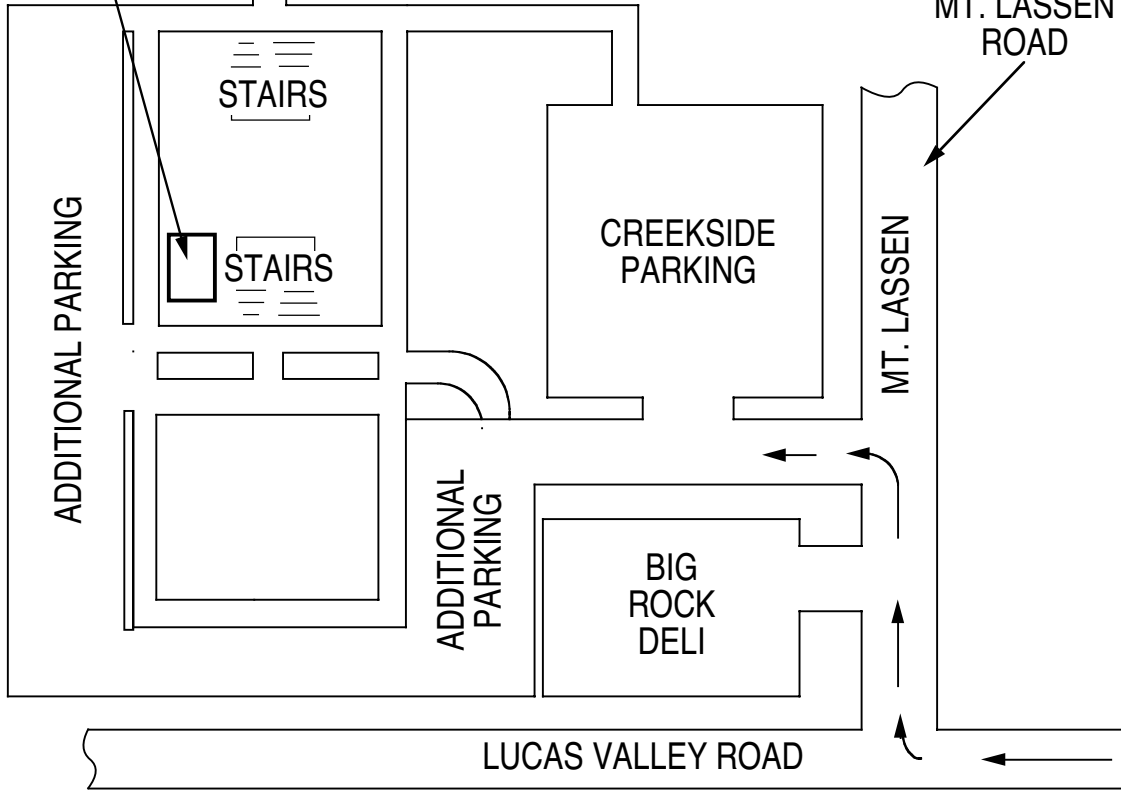 MT. LASSEN
ROAD
STAIRS
CREEKSIDE
PARKING
STAIRS
ADDITIONAL PARKING
MT. LASSEN
ADDITIONAL
PARKING
BIG
ROCK
DELI
LUCAS VALLEY ROAD